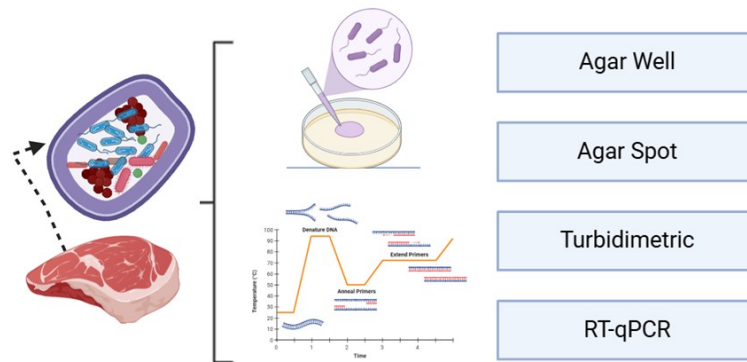 Agar Well
Agar Spot
Turbidimetric
RT-qPCR
Denature DNA
Anneal Primers
Extend Primers
Temperature (°C)
100
90
80
70
60
50
40
30
20
10
0
0 1 2 3 4
Time